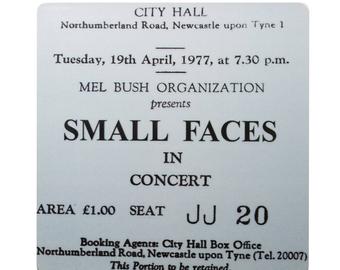 CITY HALL
Northumberland Road, Newcastle upon Tyne 1
Tuesday, 19th April, 1977, at 7.30 p.m.
MEL BUSH ORGANIZATION
presents
SMALL FACES
IN
CONCERT
AREA £1.00 SEAT JJ 20
Booking Agents: City Hall Box Office
Northumberland Road, Newcastle upon Tyne (Tel. 20007)
This Portion to be retained